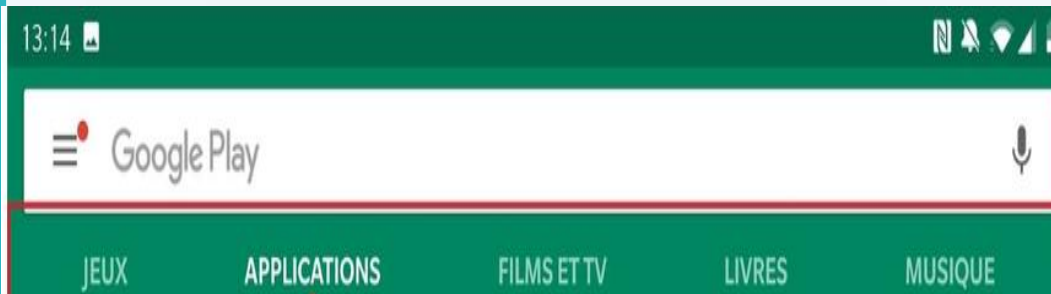 13:14
Google Play
JEUX APPLICATIONS FILMS ET TV LIVRES MUSIQUE